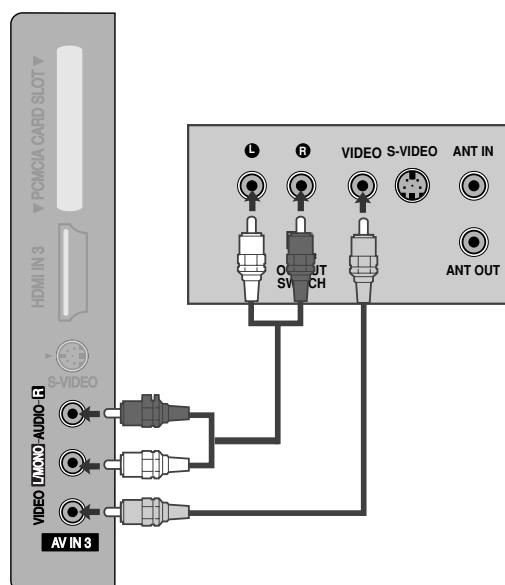 ▼ PCMCIA CARD SLOT ▼
HDMI IN 3
S-VIDEO
VIDEO L/MONO AUDIO R
AV IN 3
L R VIDEO S-VIDEO ANT IN
ANT OUT
SWITCH